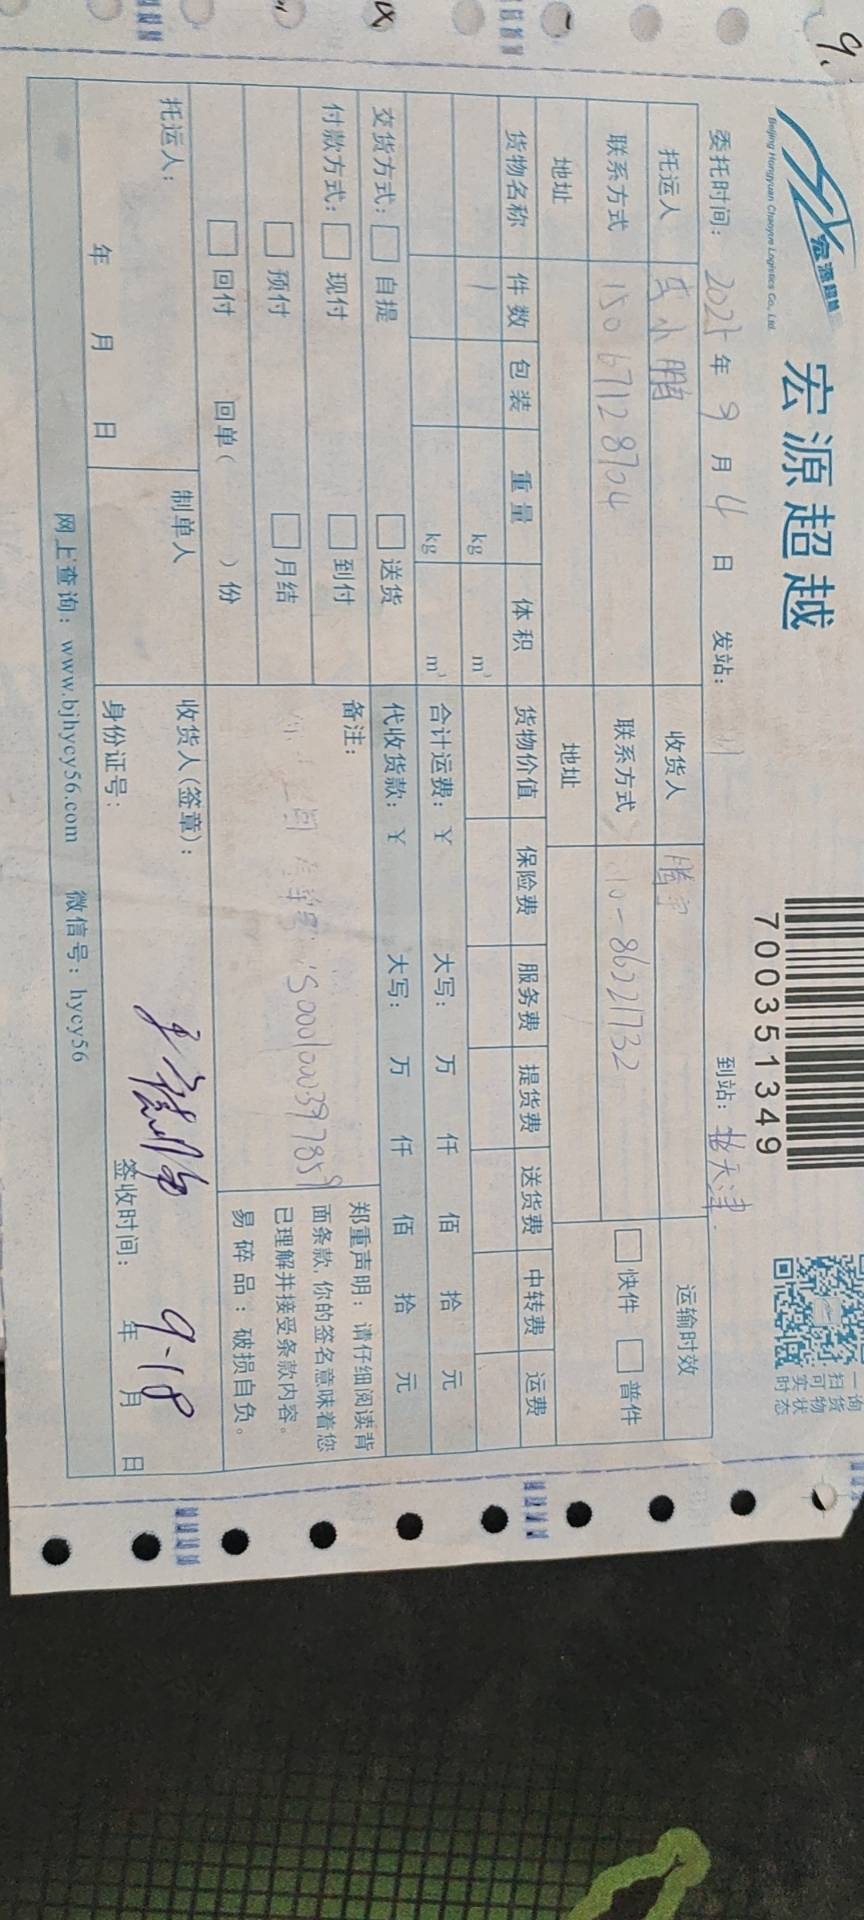 宏源超越
Beijing Hongyuan Chaoyue Logistics Co., Ltd.
宏源超越
700351349
一询
扫货
可物
实状
时态
委托时间: 年 9 月 4 日 发站: 到站: 天津
托运人 小鹏 收货人 腾宇 运输时效
联系方式 15067128704 联系方式 10-86221732 快件 普件
地址 地址
货物名称 件数 包装 重量 体积 货物价值 保险费 服务费 提货费 送货费 中转费 运费
1 kg m³
kg m³ 合计运费: ¥ 大写: 万 仟 佰 拾 元
交货方式: 自提 送货 代收货款: ¥ 大写: 万 仟 佰 拾 元
付款方式: 现付 到付 备注:
预付 月结
回付 回单( )份
郑重声明:请仔细阅读背
面条款,你的签名意味着您
已理解并接受条款内容。
易碎品:破损自负。
托运人: 制单人 收货人(签章):
年 月 日 身份证号: 签收时间: 年 月 日
9-18
网上查询: www.bjhycy56.com 微信号: hycy56